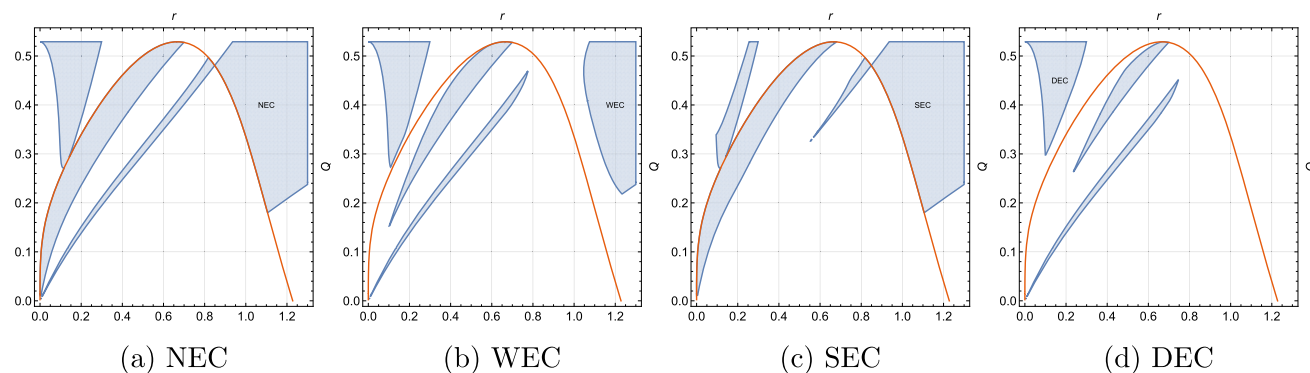 r r r r
0.5 0.5 0.5 0.5
NEC WEC SEC DEC
0.4 0.4 0.4 0.4
0.3 0.3 0.3 0.3
Q Q Q
0.2 0.2 0.2 0.2
0.1 0.1 0.1 0.1
0.0 0.0 0.0 0.0
0.0 0.2 0.4 0.6 0.8 1.0 1.2 0.0 0.2 0.4 0.6 0.8 1.0 1.2 0.0 0.2 0.4 0.6 0.8 1.0 1.2 0.0 0.2 0.4 0.6 0.8 1.0 1.2
(a) NEC (b) WEC (c) SEC (d) DEC